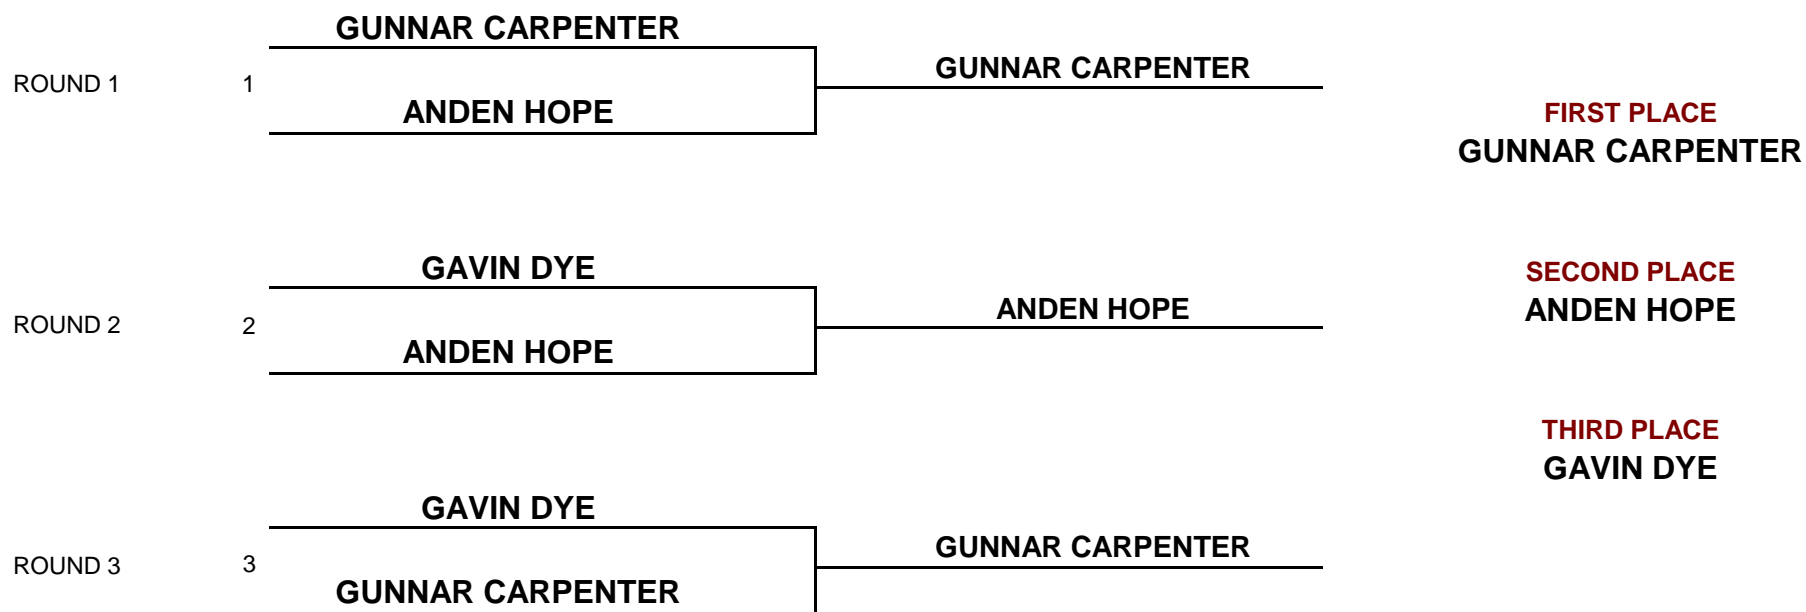 GUNNAR CARPENTER
ROUND 1
1
GUNNAR CARPENTER
ANDEN HOPE
FIRST PLACE
GUNNAR CARPENTER
GAVIN DYE
ROUND 2
2
ANDEN HOPE
ANDEN HOPE
SECOND PLACE
ANDEN HOPE
THIRD PLACE
GAVIN DYE
GAVIN DYE
ROUND 3
3
GUNNAR CARPENTER
GUNNAR CARPENTER